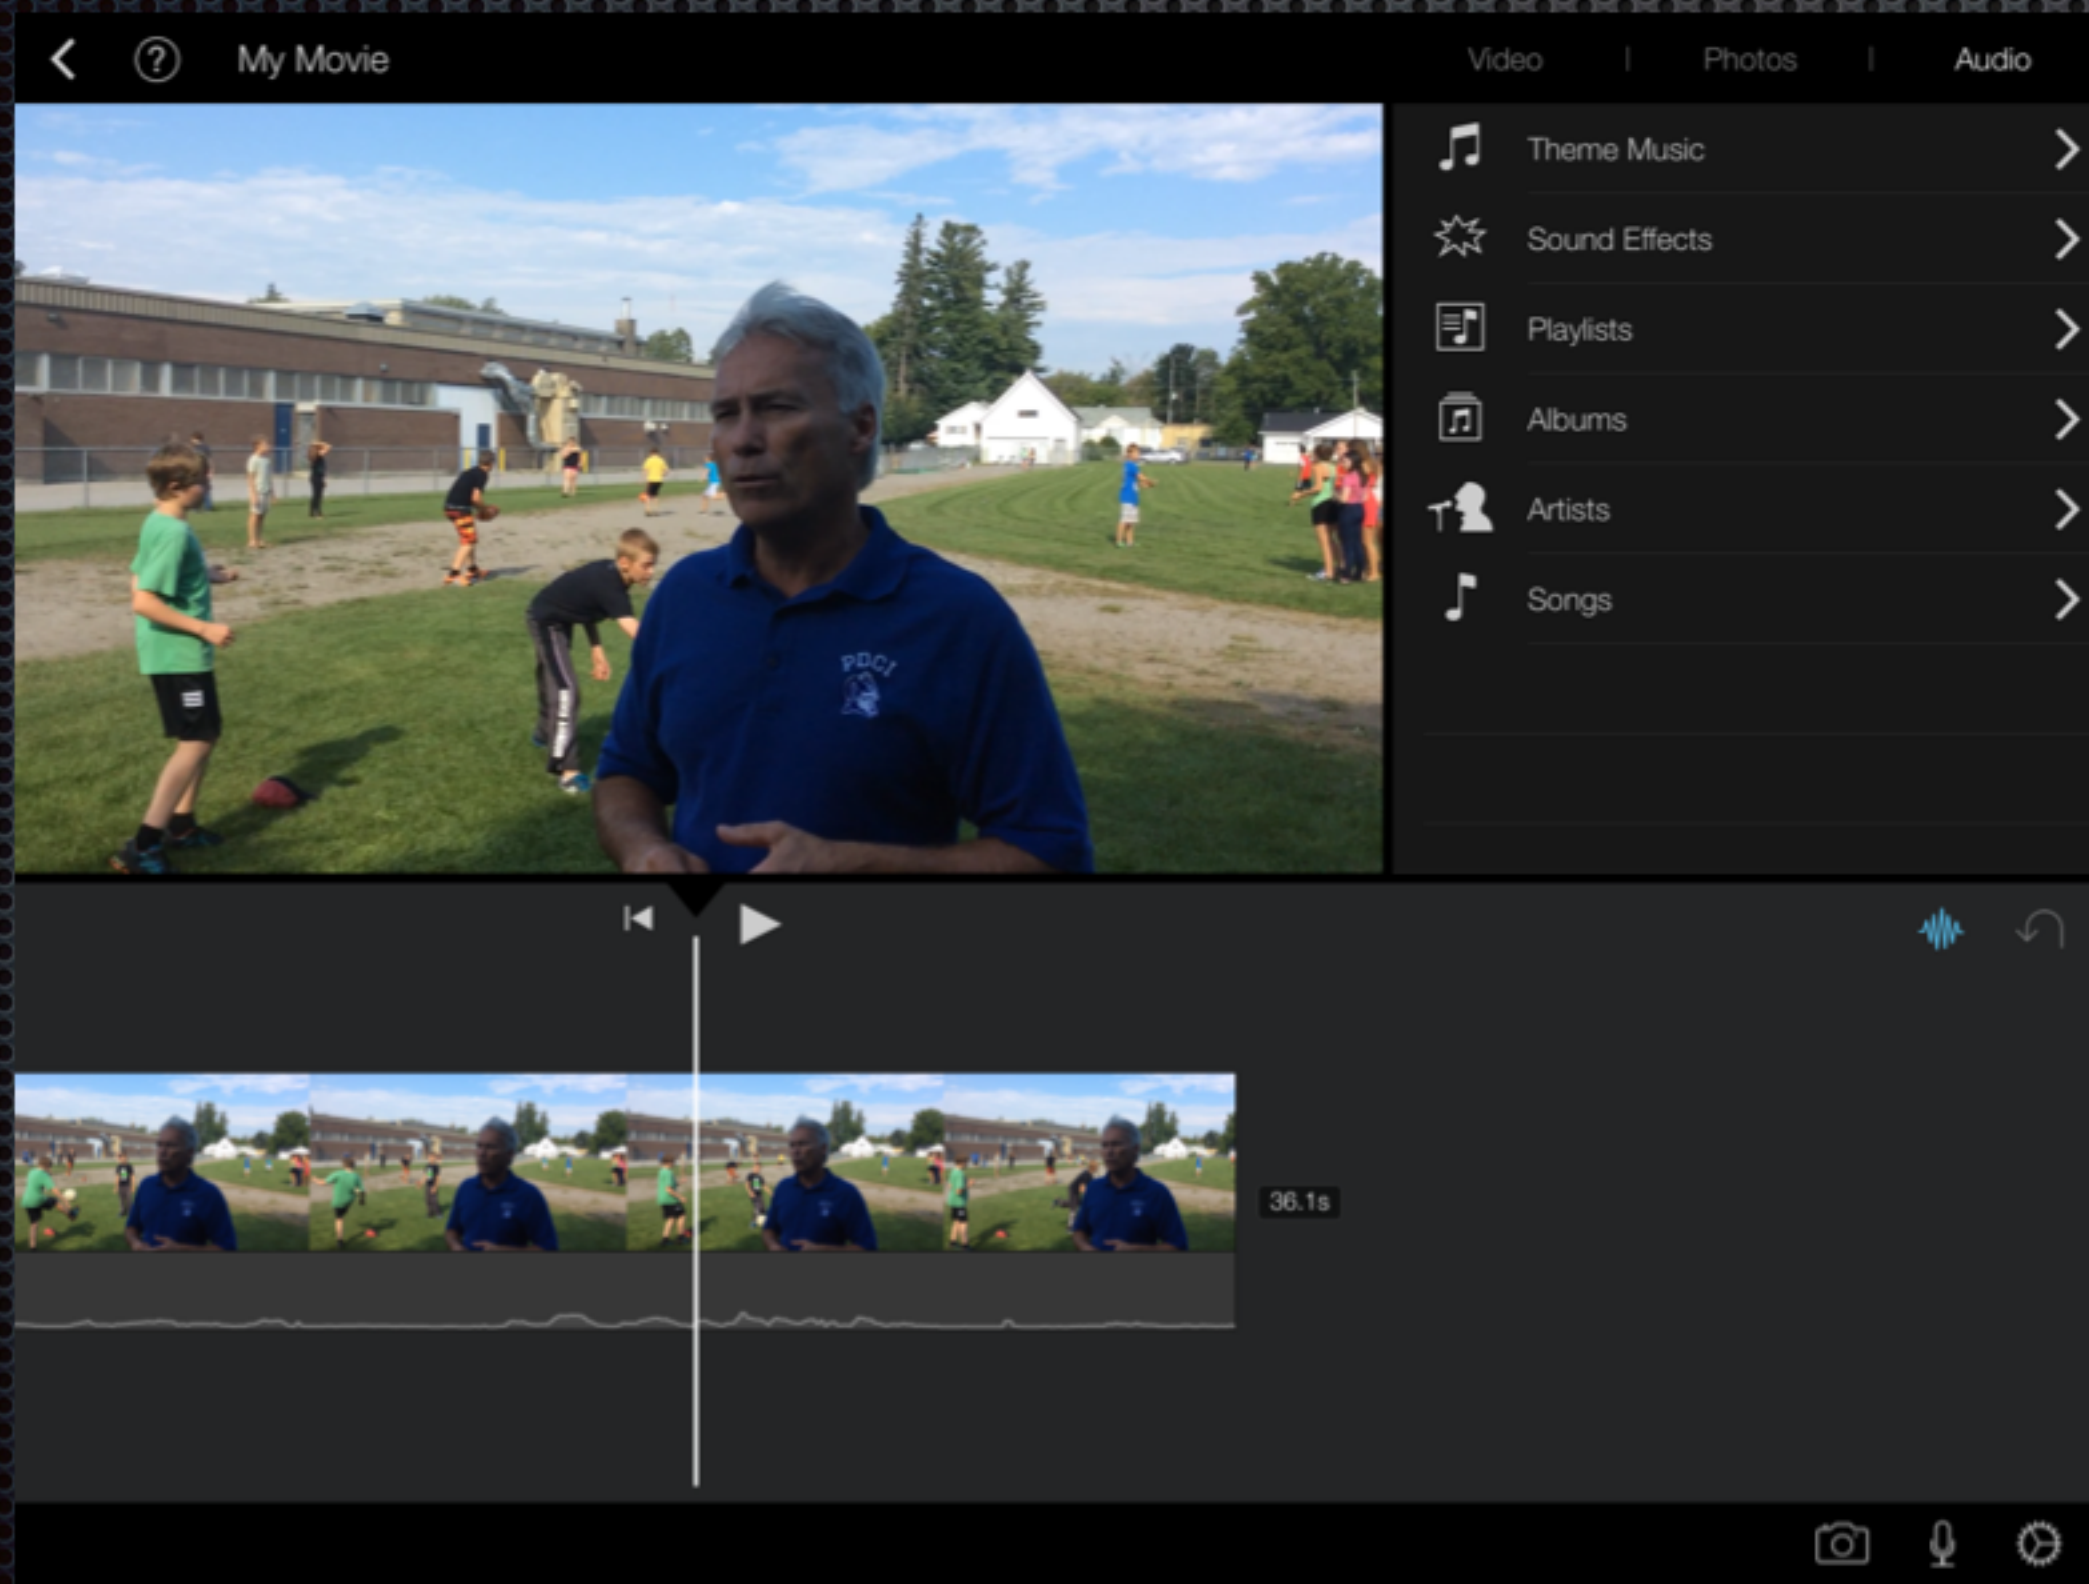 My Movie
Video | Photos | Audio
Theme Music
Sound Effects
Playlists
Albums
Artists
Songs
PDCI
36.1s